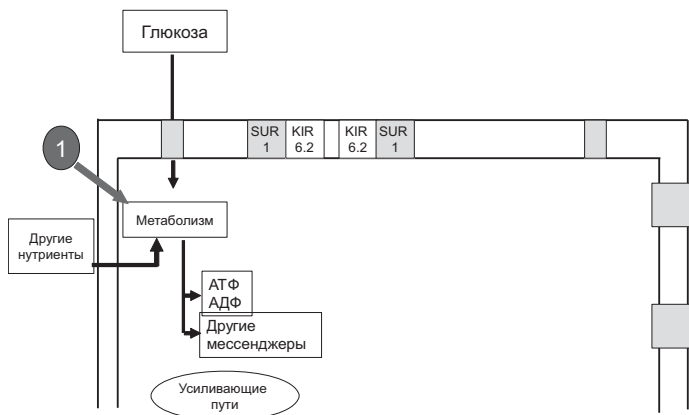 Глюкоза
SUR
1
KIR
6.2
KIR
6.2
SUR
1
1
Метаболизм
Другие
нутриенты
АТФ
АДФ
Другие
мессенджеры
Усиливающие
пути